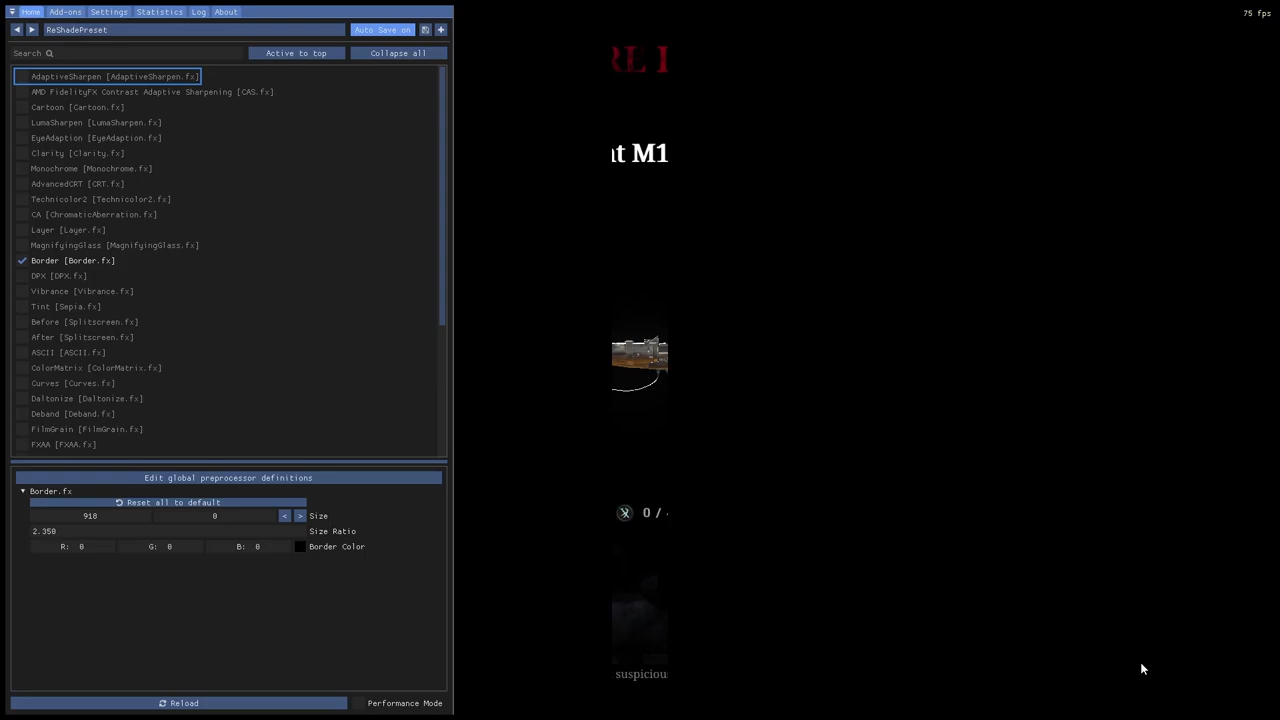 Home Add-ons Settings Statistics Log About
75 fps
ReShadePreset Auto Save on
Search Active to top Collapse all
AdaptiveSharpen [AdaptiveSharpen.fx]
AMD FidelityFX Contrast Adaptive Sharpening [CAS.fx]
Cartoon [Cartoon.fx]
LumaSharpen [LumaSharpen.fx]
EyeAdaption [EyeAdaption.fx]
Clarity [Clarity.fx]
Monochrome [Monochrome.fx]
AdvancedCRT [CRT.fx]
Technicolor2 [Technicolor2.fx]
CA [ChromaticAberration.fx]
Layer [Layer.fx]
MagnifyingGlass [MagnifyingGlass.fx]
Border [Border.fx]
DPX [DPX.fx]
Vibrance [Vibrance.fx]
Tint [Sepia.fx]
Before [Splitscreen.fx]
After [Splitscreen.fx]
ASCII [ASCII.fx]
ColorMatrix [ColorMatrix.fx]
Curves [Curves.fx]
Daltonize [Daltonize.fx]
Deband [Deband.fx]
FilmGrain [FilmGrain.fx]
FXAA [FXAA.fx]
Edit global preprocessor definitions
Border.fx
Reset all to default
918 0 < > Size
2.350 Size Ratio
R: 0 G: 0 B: 0 Border Color
Reload Performance Mode
M1
0 /
suspiciou